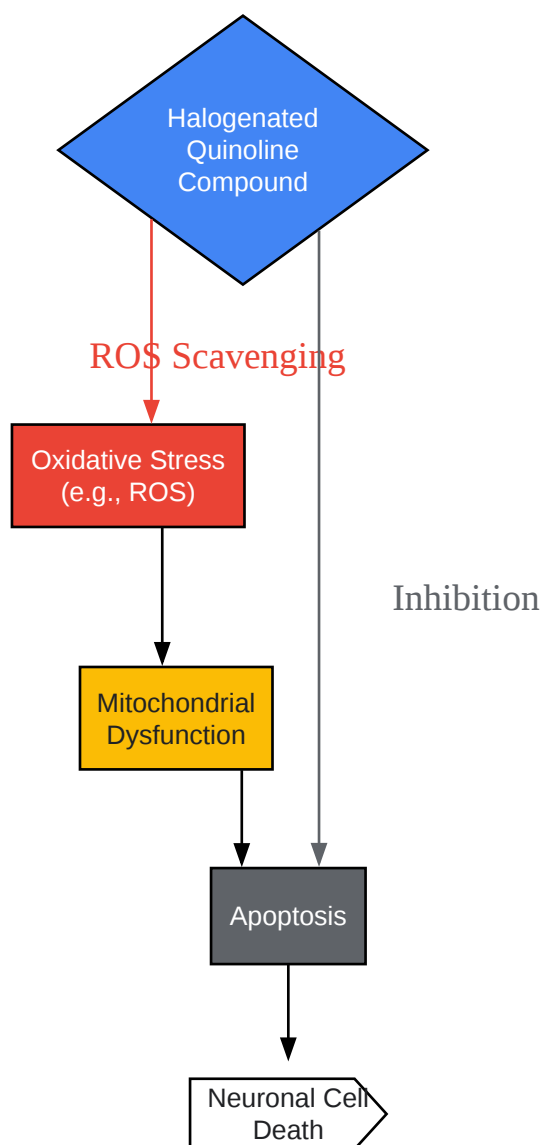 Halogenated
Quinoline
Compound
ROS Scavenging
Oxidative Stress
(e.g., ROS)
Inhibition
Mitochondrial
Dysfunction
Apoptosis
Neuronal Cell
Death